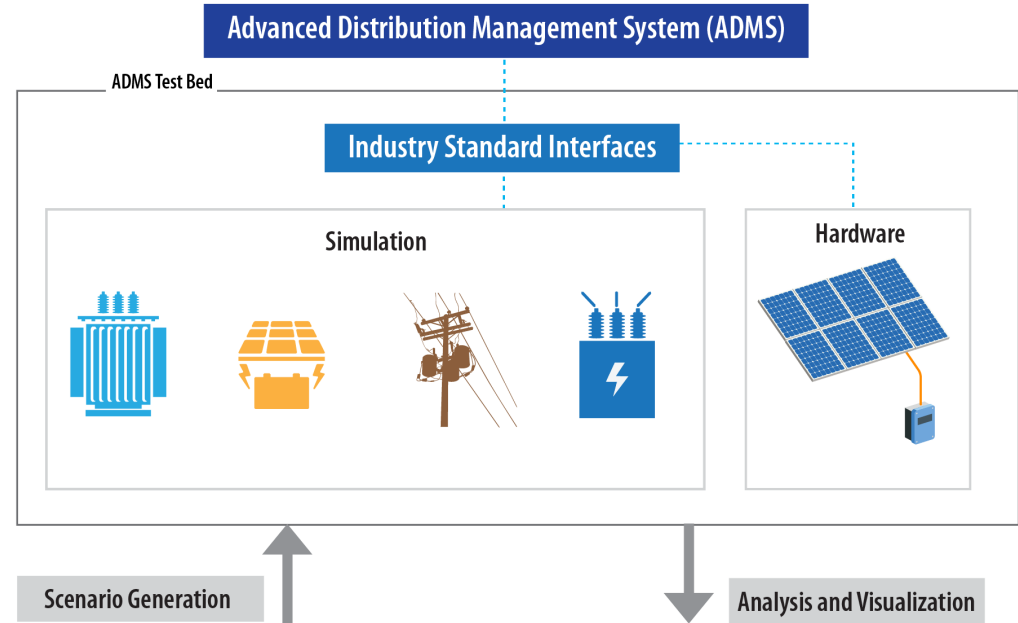 Advanced Distribution Management System (ADMS)
ADMS Test Bed
Industry Standard Interfaces
Simulation
Hardware
Scenario Generation
Analysis and Visualization